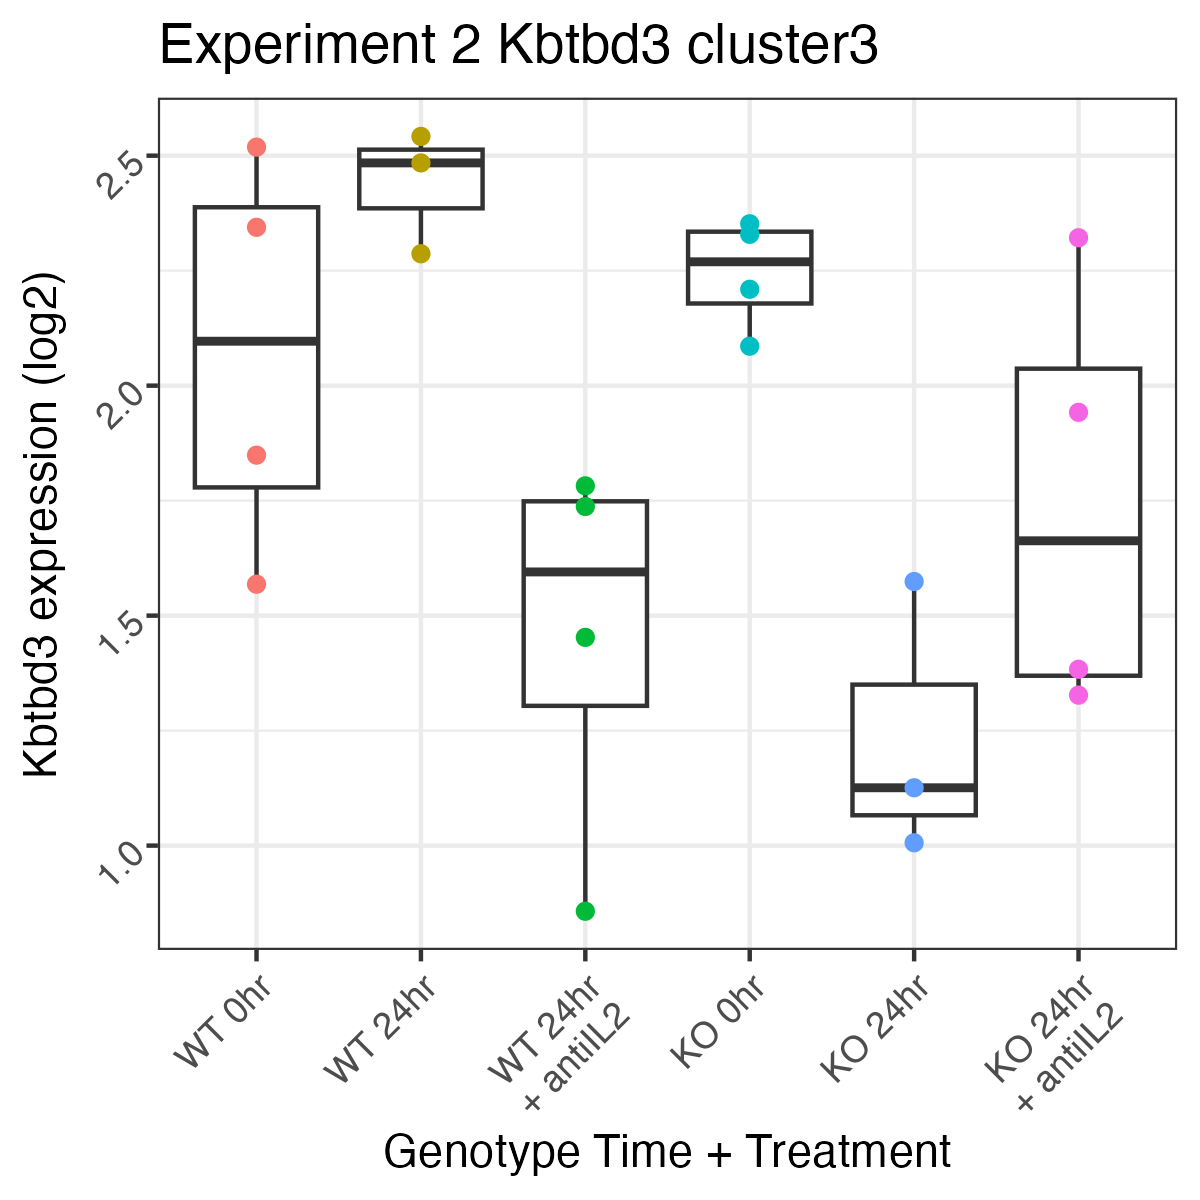 Experiment 2 Kbtbd3 cluster3
Kbtbd3 expression (log2)
2.5
2.0
1.5
1.0
WT 0hr
WT 24hr
WT 24hr
+ antiIL2
KO 0hr
KO 24hr
KO 24hr
+ antiIL2
Genotype Time + Treatment